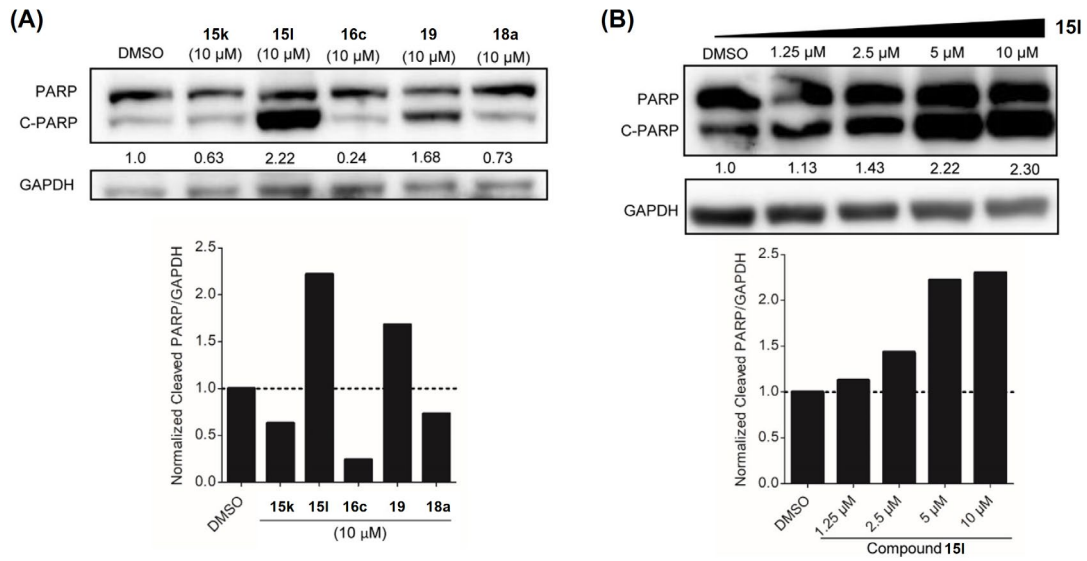 (A)
15k 15l 16c 19 18a
DMSO (10 µM) (10 µM) (10 µM) (10 µM) (10 µM)
PARP
C-PARP
1.0 0.63 2.22 0.24 1.68 0.73
GAPDH
Normalized Cleaved PARP/GAPDH
2.5
2.0
1.5
1.0
0.5
0.0
DMSO 15k 15l 16c 19 18a
(10 µM)
(B)
15l
DMSO 1.25 µM 2.5 µM 5 µM 10 µM
PARP
C-PARP
1.0 1.13 1.43 2.22 2.30
GAPDH
Normalized Cleaved PARP/GAPDH
2.5
2.0
1.5
1.0
0.5
0.0
DMSO 1.25 µM 2.5 µM 5 µM 10 µM
Compound 15l